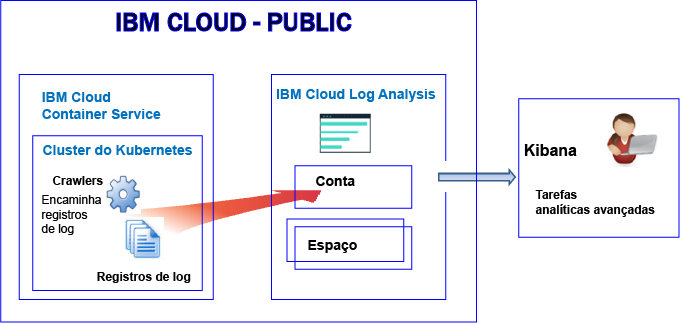 IBM CLOUD - PUBLIC
IBM Cloud
Container Service
Cluster do Kubernetes
Crawlers
Encaminha
registros
de log
Registros de log
IBM Cloud Log Analysis
Conta
Espaço
Kibana
Tarefas
analíticas avançadas